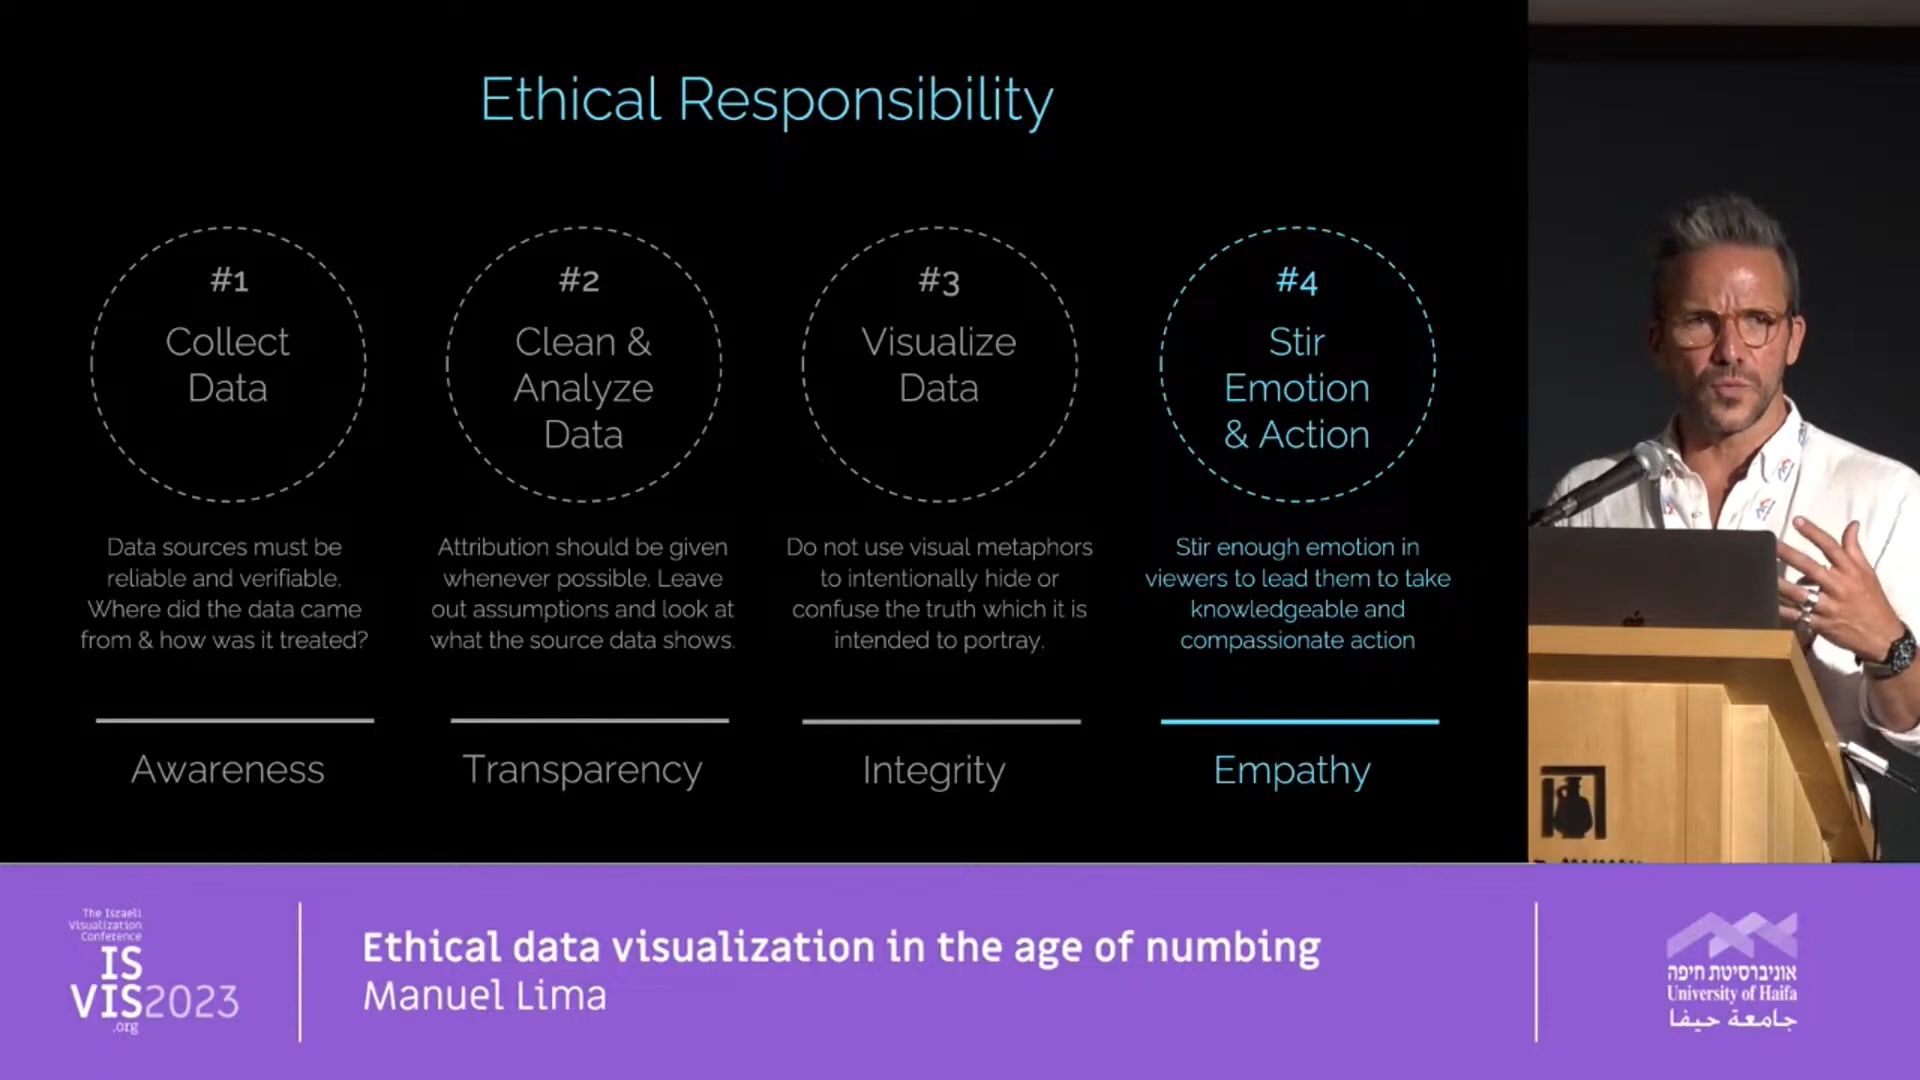 Ethical Responsibility
#1
Collect
Data
Data sources must be
reliable and verifiable.
Where did the data came
from & how was it treated?
Awareness
#2
Clean &
Analyze
Data
Attribution should be given
whenever possible. Leave
out assumptions and look at
what the source data shows.
Transparency
#3
Visualize
Data
Do not use visual metaphors
to intentionally hide or
confuse the truth which it is
intended to portray.
Integrity
#4
Stir
Emotion
& Action
Stir enough emotion in
viewers to lead them to take
knowledgeable and
compassionate action
Empathy
The Israeli
Visualization
Conference
IS
VIS2023
.org
Ethical data visualization in the age of numbing
Manuel Lima
אוניברסיטת חיפה
University of Haifa
جامعة حيفا